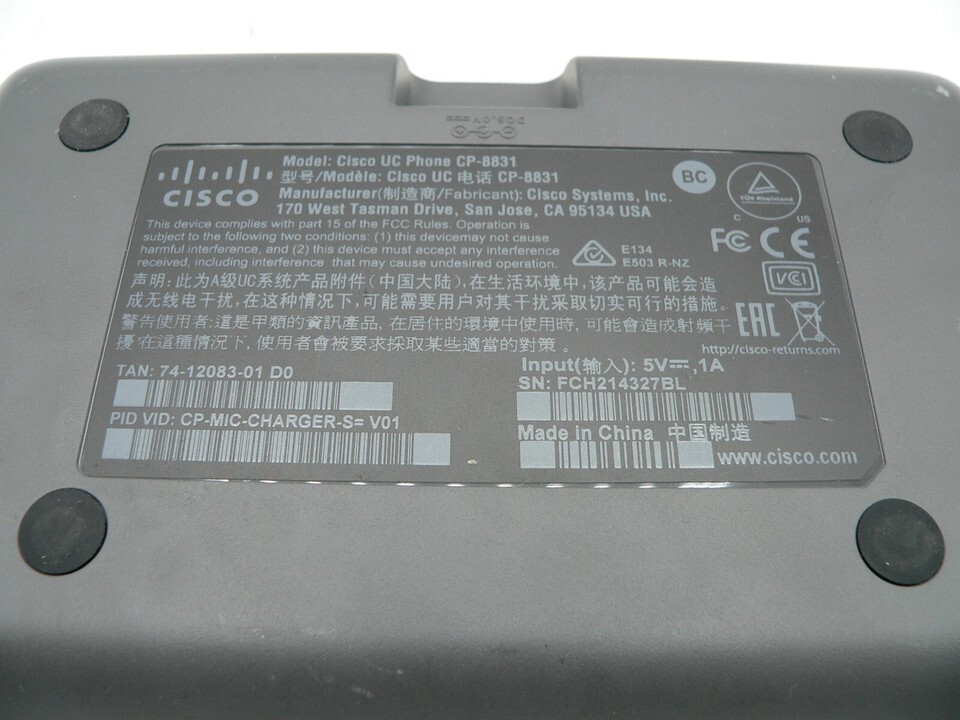 DC5.0V
CISCO
Model: Cisco UC Phone CP-8831
型号/Modèle: Cisco UC 电话 CP-8831
Manufacturer(制造商/Fabricant): Cisco Systems, Inc.
170 West Tasman Drive, San Jose, CA 95134 USA
BC
TÜV Rheinland
C US
This device complies with part 15 of the FCC Rules. Operation is
subject to the following two conditions: (1) this devicemay not cause
harmful interference, and (2) this device must accept any interference
received, including interference that may cause undesired operation.
E134
E503 R-NZ
FC CE
VCI
EAC
声明: 此为A级UC系统产品附件(中国大陆),在生活环境中,该产品可能会造
成无线电干扰,在这种情况下,可能需要用户对其干扰采取切实可行的措施。
警告使用者:這是甲類的資訊產品, 在居住的環境中使用時, 可能會造成射頻干
擾 在這種情況下, 使用者會被要求採取某些適當的對策。
http://cisco-returns.com
TAN: 74-12083-01 D0
Input(输入): 5V⎓,1A
SN: FCH214327BL
PID VID: CP-MIC-CHARGER-S= V01
Made in China 中国制造
www.cisco.com